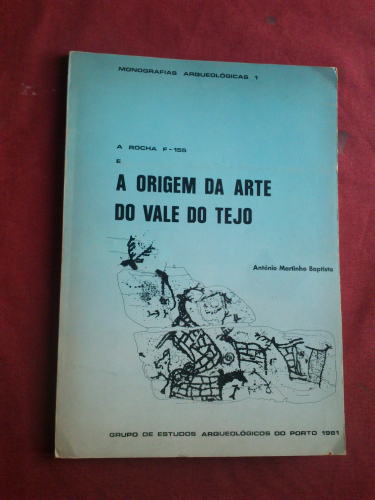 MONOGRAFIAS ARQUEOLÓGICAS 1
A ROCHA F-155
E
A ORIGEM DA ARTE
DO VALE DO TEJO
António Martinho Baptista
GRUPO DE ESTUDOS ARQUEOLÓGICOS DO PORTO 1981